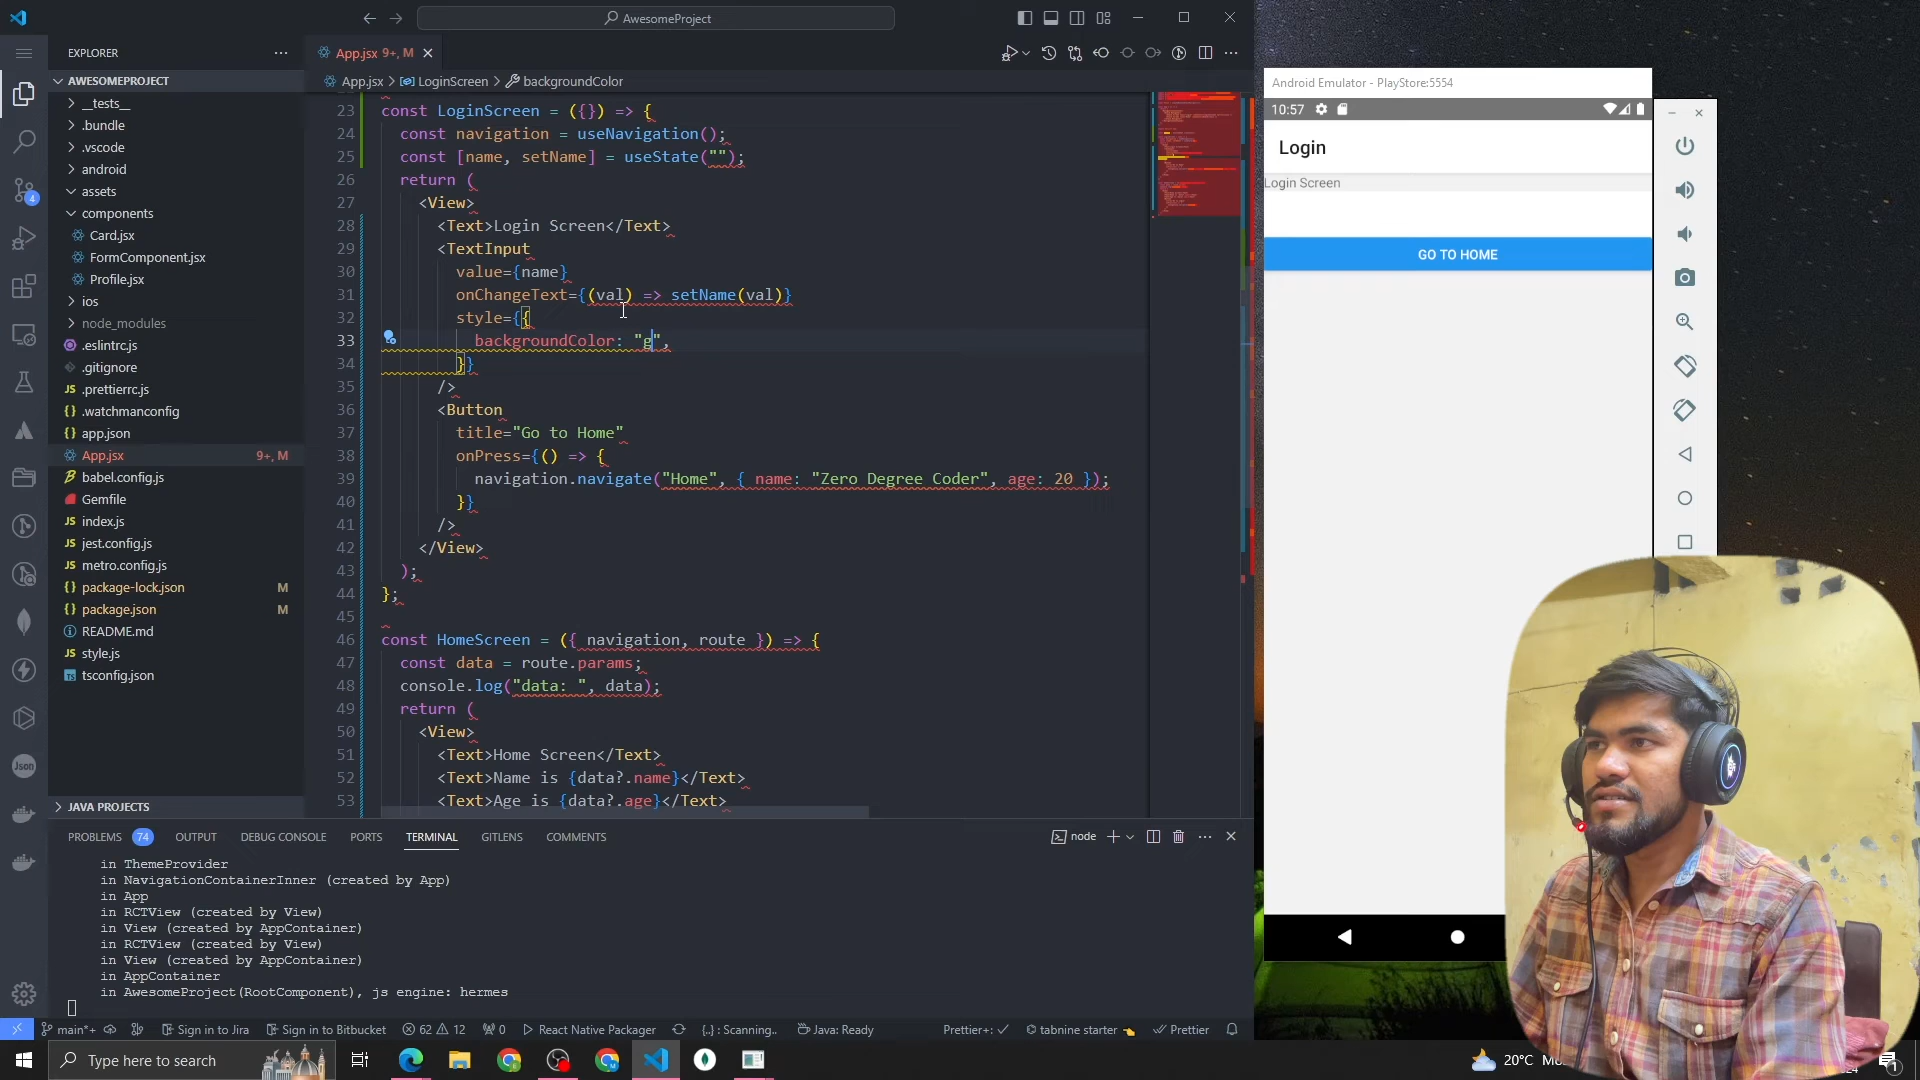 AwesomeProject
EXPLORER
AWESOMEPROJECT
__tests__
.bundle
.vscode
android
assets
components
Card.jsx
FormComponent.jsx
Profile.jsx
ios
node_modules
.eslintrc.js
.gitignore
.prettierrc.js
.watchmanconfig
app.json
App.jsx 9+, M
babel.config.js
Gemfile
index.js
jest.config.js
metro.config.js
package-lock.json M
package.json M
README.md
style.js
tsconfig.json
JAVA PROJECTS
App.jsx 9+, M
App.jsx > LoginScreen > backgroundColor
23 const LoginScreen = ({}) => {
24 const navigation = useNavigation();
25 const [name, setName] = useState("");
26 return (
27 <View>
28 <Text>Login Screen</Text>
29 <TextInput
30 value={name}
31 onChangeText={(val) => setName(val)}
32 style={{
33 backgroundColor: "g",
34 }}
35 />
36 <Button
37 title="Go to Home"
38 onPress={() => {
39 navigation.navigate("Home", { name: "Zero Degree Coder", age: 20 });
40 }}
41 />
42 </View>
43 );
44 };
45
46 const HomeScreen = ({ navigation, route }) => {
47 const data = route.params;
48 console.log("data: ", data);
49 return (
50 <View>
51 <Text>Home Screen</Text>
52 <Text>Name is {data?.name}</Text>
53 <Text>Age is {data?.age}</Text>
PROBLEMS 74 OUTPUT DEBUG CONSOLE PORTS TERMINAL GITLENS COMMENTS
node
in ThemeProvider
in NavigationContainerInner (created by App)
in App
in RCTView (created by View)
in View (created by AppContainer)
in RCTView (created by View)
in View (created by AppContainer)
in AppContainer
in AwesomeProject(RootComponent), js engine: hermes
main*+ Sign in to Jira Sign in to Bitbucket 62 12 0 React Native Packager {..} : Scanning.. Java: Ready Prettier+: ✓ tabnine starter Prettier
Type here to search
20°C
Android Emulator - PlayStore:5554
10:57
Login
Login Screen
GO TO HOME
4
Json